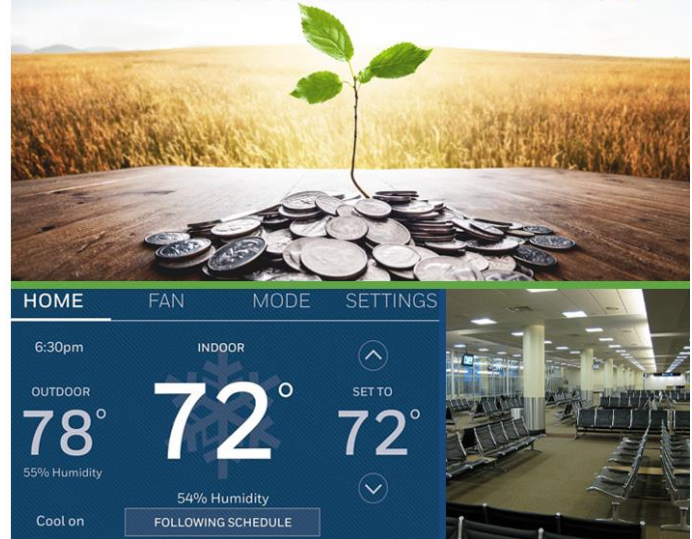 HOME FAN MODE SETTINGS
6:30pm INDOOR
OUTDOOR SET TO
78° 72° 72°
55% Humidity
54% Humidity
Cool on FOLLOWING SCHEDULE